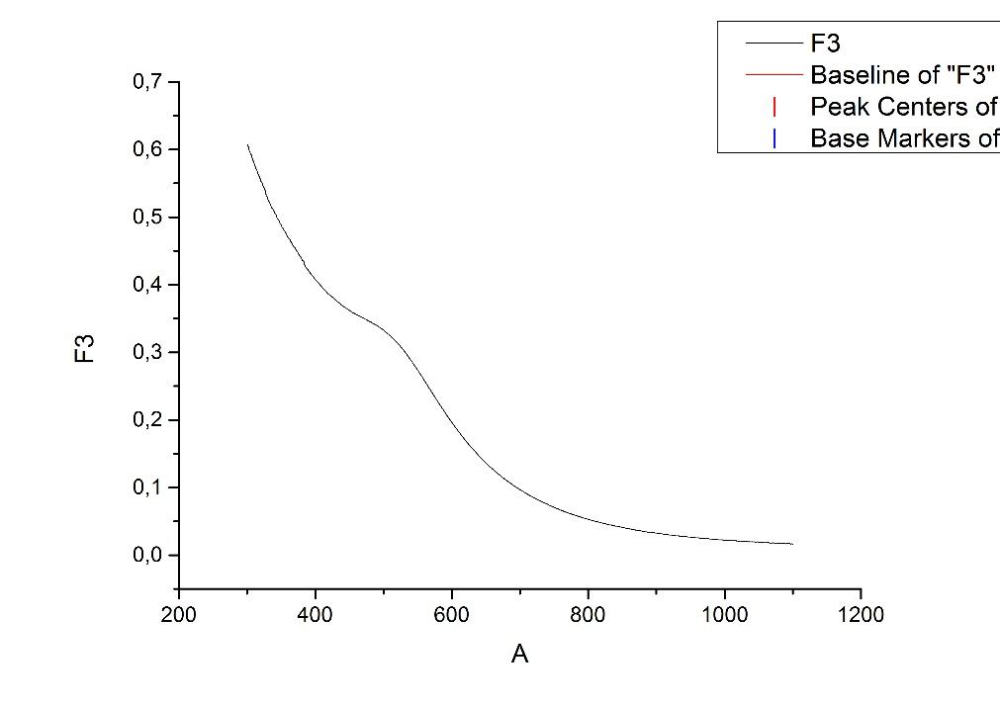 F3
Baseline of "F3"
Peak Centers of
Base Markers of
0,7
0,6
0,5
0,4
0,3
0,2
0,1
0,0
F3
200 400 600 800 1000 1200
A